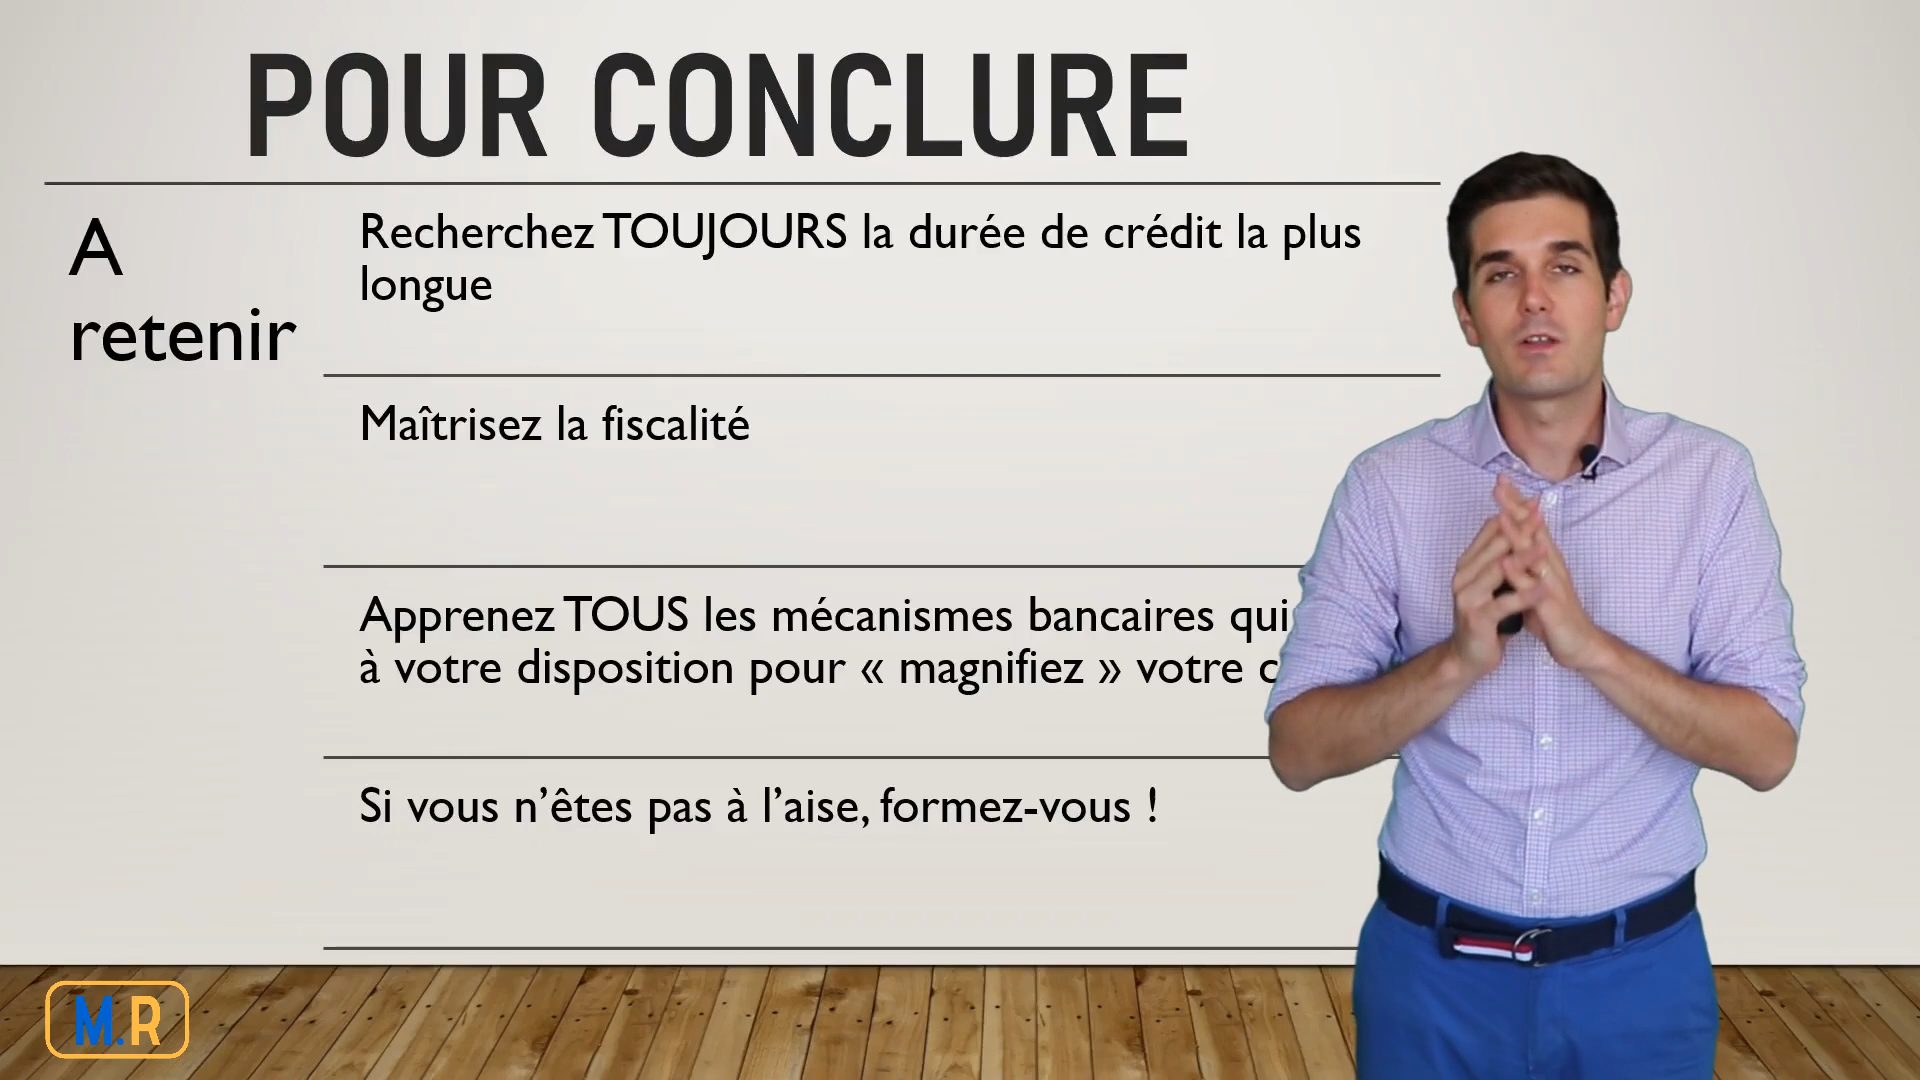 POUR CONCLURE
A
retenir
Recherchez TOUJOURS la durée de crédit la plus
longue
Maîtrisez la fiscalité
Apprenez TOUS les mécanismes bancaires qui
à votre disposition pour « magnifiez » votre
Si vous n’êtes pas à l’aise, formez-vous !
M.R